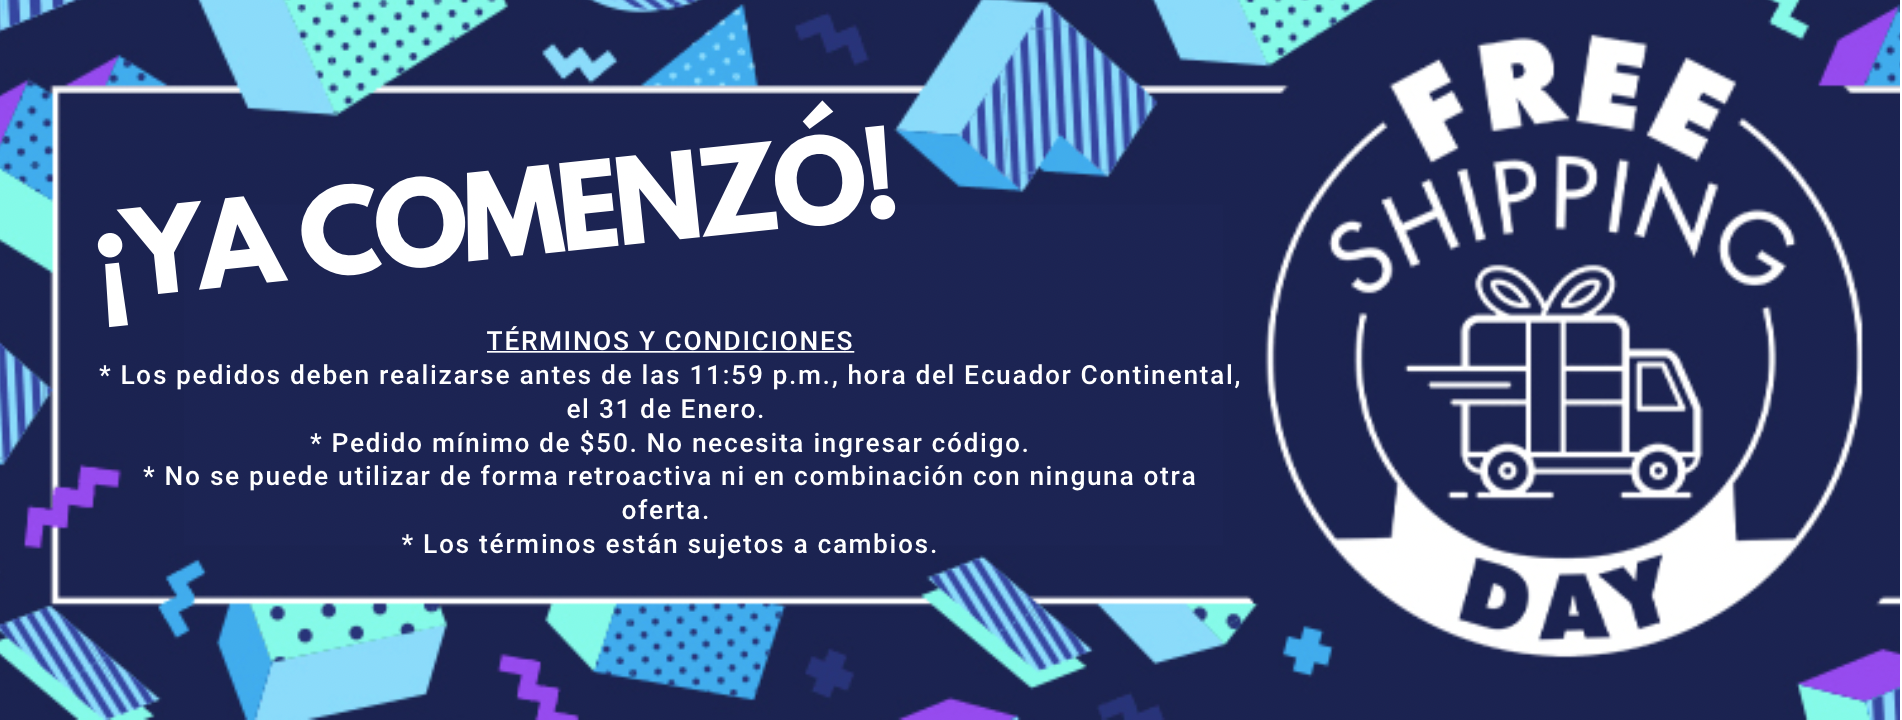 ¡YA COMENZÓ!
TÉRMINOS Y CONDICIONES
* Los pedidos deben realizarse antes de las 11:59 p.m., hora del Ecuador Continental,
el 31 de Enero.
* Pedido mínimo de $50. No necesita ingresar código.
* No se puede utilizar de forma retroactiva ni en combinación con ninguna otra
oferta.
* Los términos están sujetos a cambios.
FREE
SHIPPING
DAY